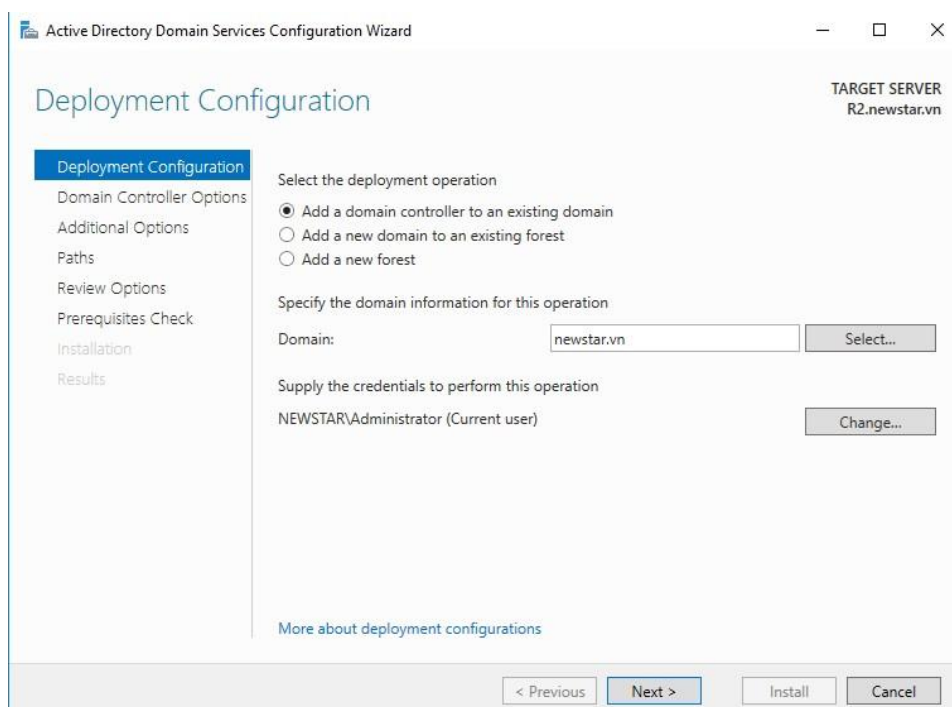 Active Directory Domain Services Configuration Wizard
Deployment Configuration
TARGET SERVER
R2.newstar.vn
Deployment Configuration
Domain Controller Options
Additional Options
Paths
Review Options
Prerequisites Check
Installation
Results
Select the deployment operation
Add a domain controller to an existing domain
Add a new domain to an existing forest
Add a new forest
Specify the domain information for this operation
Domain: newstar.vn Select...
Supply the credentials to perform this operation
NEWSTAR\Administrator (Current user) Change...
More about deployment configurations
< Previous Next > Install Cancel